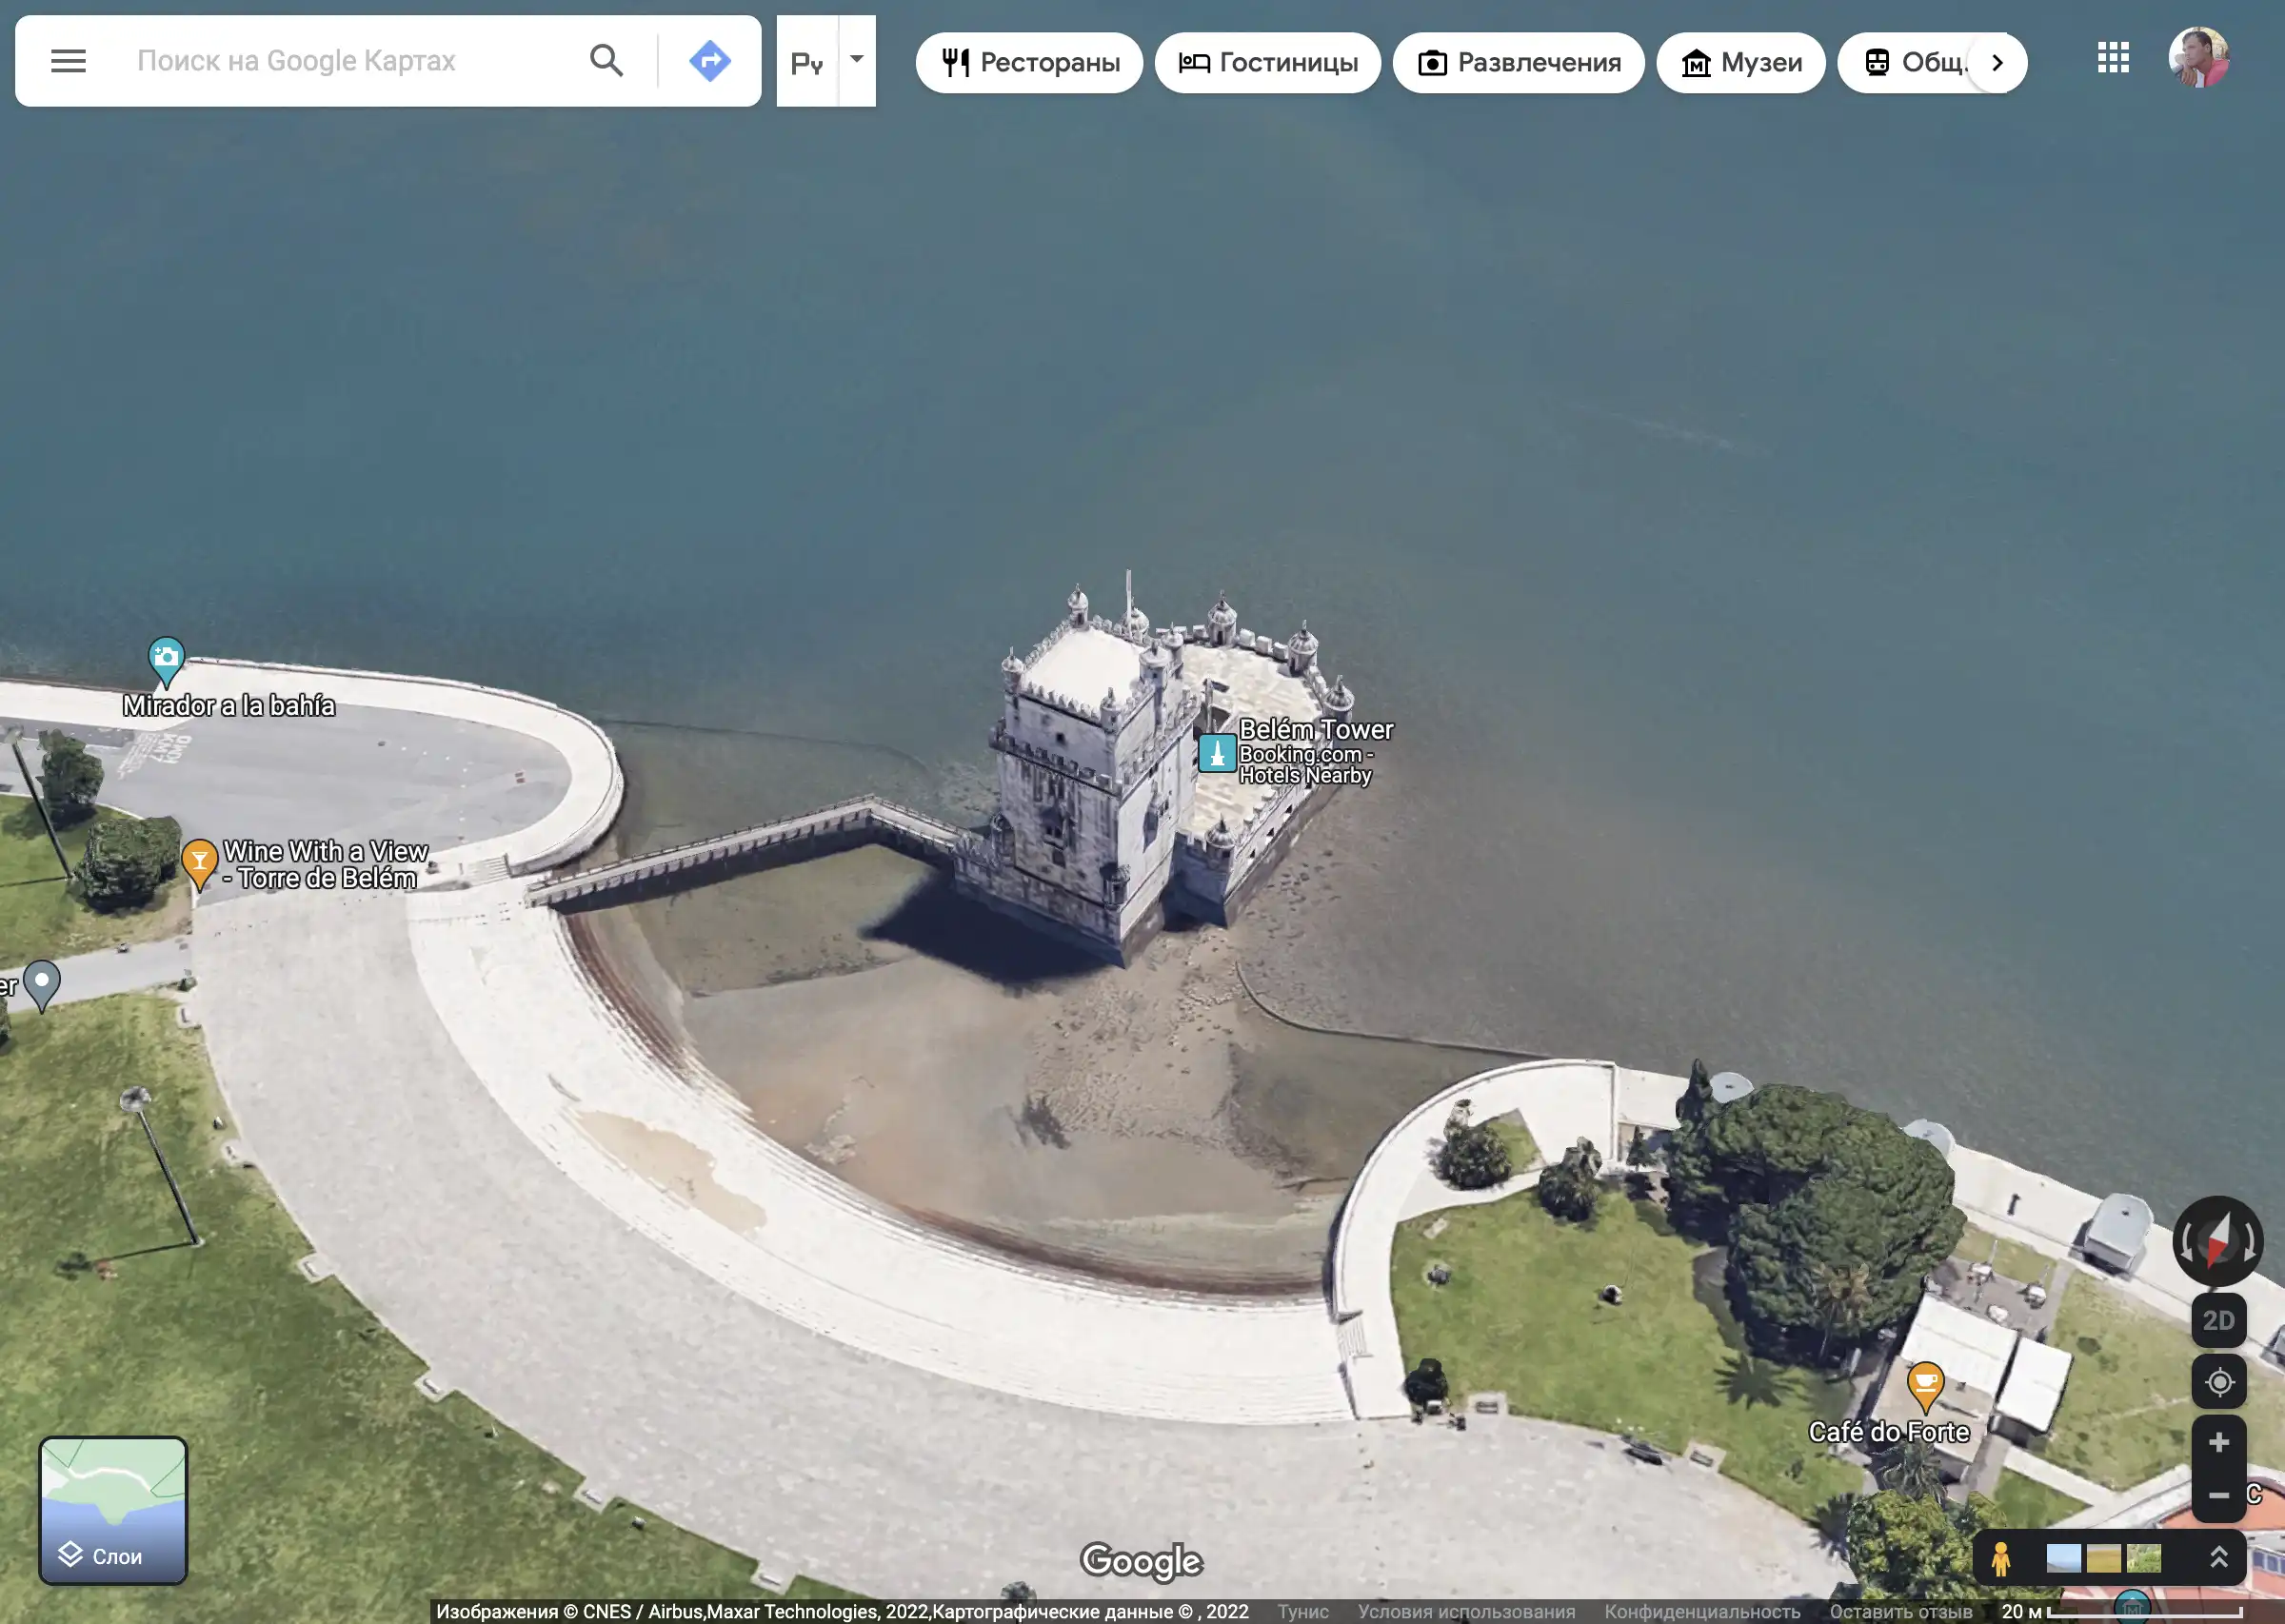 Поиск на Google Картах
Ру
Рестораны
Гостиницы
Развлечения
Музеи
Общ.
Mirador a la bahía
Belém Tower
Booking.com -
Hotels Nearby
Wine With a View
- Torre de Belém
er
Café do Forte
2D
C
Слои
Google
Изображения © CNES / Airbus,Maxar Technologies, 2022,Картографические данные © , 2022 Тунис Условия использования Конфиденциальность Оставить отзыв 20 м